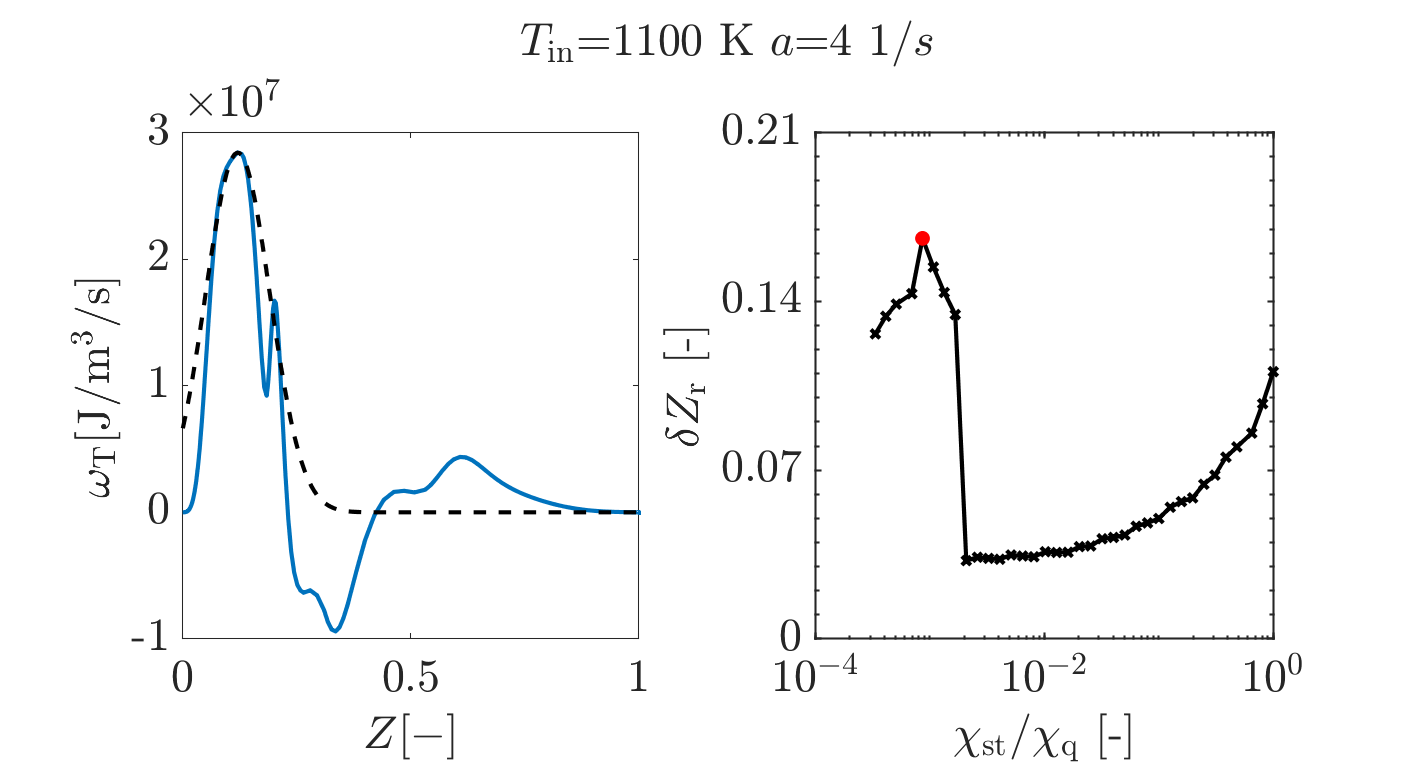 T_in=1100 K a=4 1/s
×10^7
3
2
1
0
-1
0 0.5 1
Z[−]
ω_T[J/m^3/s]
0.21
0.14
0.07
0
10^−4 10^−2 10^0
χ_st/χ_q [-]
δZ_r [-]